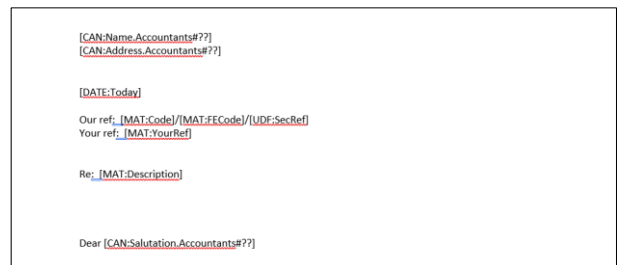 [CAN:Name.Accountants#??]
[CAN:Address.Accountants#??]
[DATE:Today]
Our ref:  [MAT:Code]/[MAT:FECode]/[UDF:SecRef]
Your ref:  [MAT:YourRef]
Re:  [MAT:Description]
Dear [CAN:Salutation.Accountants#??]